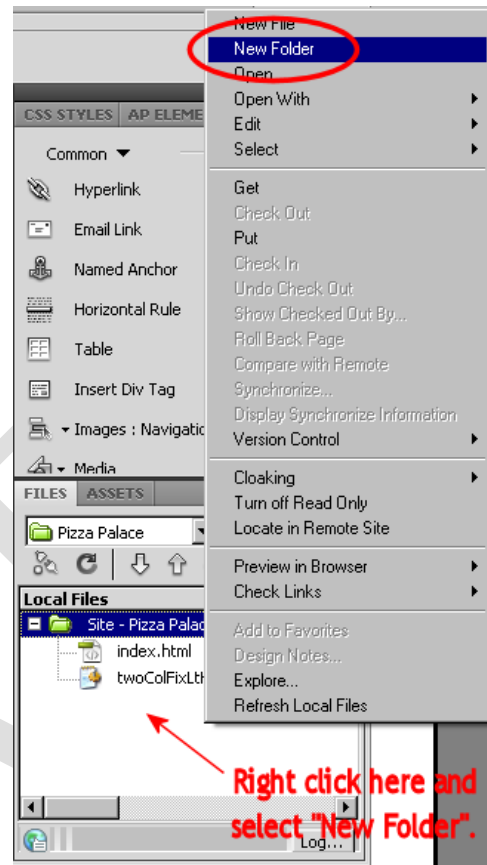 New File
New Folder
Open
Open With
Edit
Select
Get
Check Out
Put
Check In
Undo Check Out
Show Checked Out By...
Roll Back Page
Compare with Remote
Synchronize...
Display Synchronize Information
Version Control
Cloaking
Turn off Read Only
Locate in Remote Site
Preview in Browser
Check Links
Add to Favorites
Design Notes...
Explore...
Refresh Local Files
CSS STYLES AP ELEME
Common
Hyperlink
Email Link
Named Anchor
Horizontal Rule
Table
Insert Div Tag
Images : Navigatio
Media
FILES ASSETS
Pizza Palace
Local Files
Site - Pizza Palac
index.html
twoColFixLtH
Right click here and
select "New Folder".
Log...